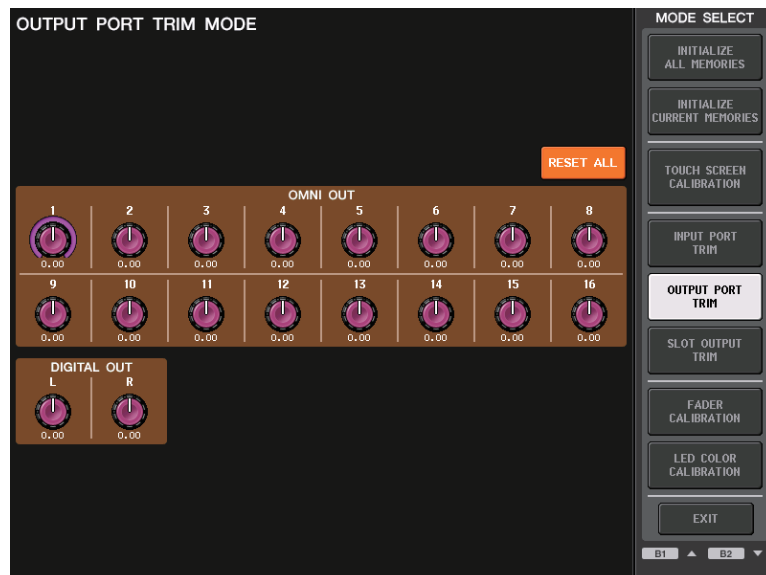 OUTPUT PORT TRIM MODE
RESET ALL
OMNI OUT
1 2 3 4 5 6 7 8
0.00 0.00 0.00 0.00 0.00 0.00 0.00 0.00
9 10 11 12 13 14 15 16
0.00 0.00 0.00 0.00 0.00 0.00 0.00 0.00
DIGITAL OUT
L R
0.00 0.00
MODE SELECT
INITIALIZE
ALL MEMORIES
INITIALIZE
CURRENT MEMORIES
TOUCH SCREEN
CALIBRATION
INPUT PORT
TRIM
OUTPUT PORT
TRIM
SLOT OUTPUT
TRIM
FADER
CALIBRATION
LED COLOR
CALIBRATION
EXIT
B1 ▲ B2 ▼